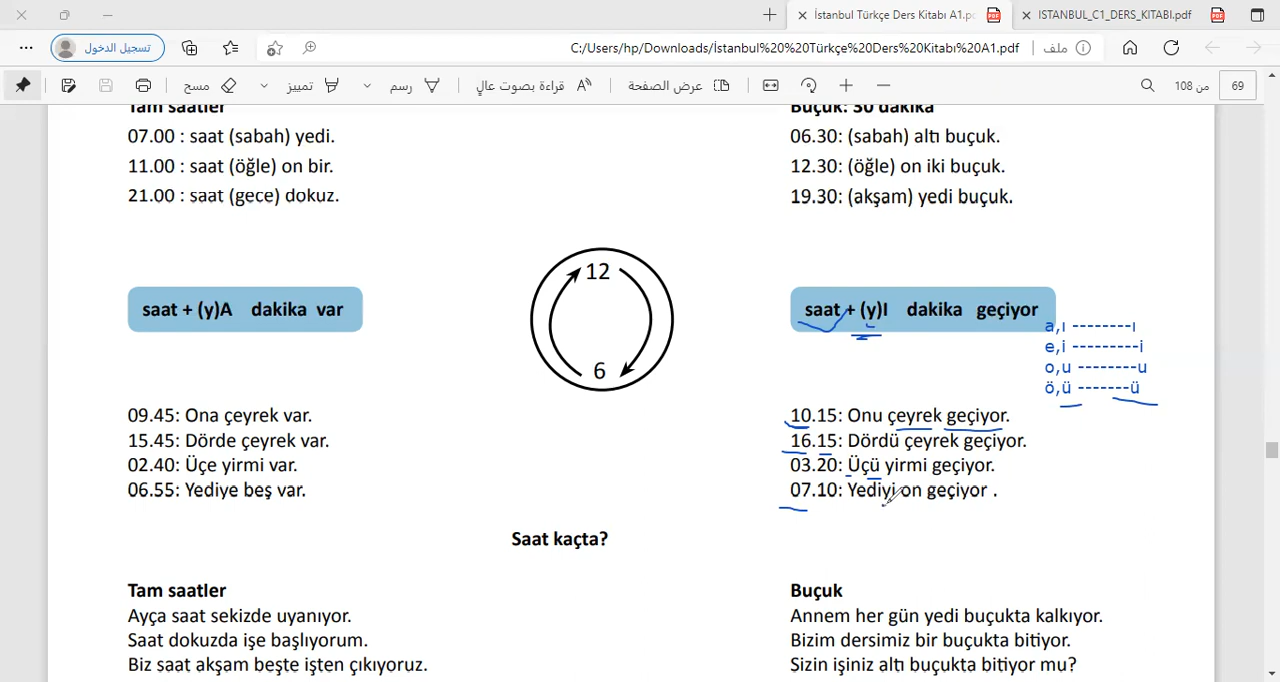 İstanbul Türkçe Ders Kitabı A1.pc
ISTANBUL_C1_DERS_KITABI.pdf
تسجيل الدخول
C:/Users/hp/Downloads/İstanbul%20%20Türkçe%20Ders%20Kitabı%20A1.pdf
ملف
مسح
تمييز
رسم
قراءة بصوت عالٍ
عرض الصفحة
من 108
69
Tam saatler
07.00 : saat (sabah) yedi.
11.00 : saat (öğle) on bir.
21.00 : saat (gece) dokuz.
Buçuk: 30 dakika
06.30: (sabah) altı buçuk.
12.30: (öğle) on iki buçuk.
19.30: (akşam) yedi buçuk.
saat + (y)A dakika var
12
6
saat + (y)I dakika geçiyor
a,ı --------ı
e,i ---------i
o,u --------u
ö,ü -------ü
09.45: Ona çeyrek var.
15.45: Dörde çeyrek var.
02.40: Üçe yirmi var.
06.55: Yediye beş var.
10.15: Onu çeyrek geçiyor.
16.15: Dördü çeyrek geçiyor.
03.20: Üçü yirmi geçiyor.
07.10: Yediyi on geçiyor .
Saat kaçta?
Tam saatler
Ayça saat sekizde uyanıyor.
Saat dokuzda işe başlıyorum.
Biz saat akşam beşte işten çıkıyoruz.
Buçuk
Annem her gün yedi buçukta kalkıyor.
Bizim dersimiz bir buçukta bitiyor.
Sizin işiniz altı buçukta bitiyor mu?